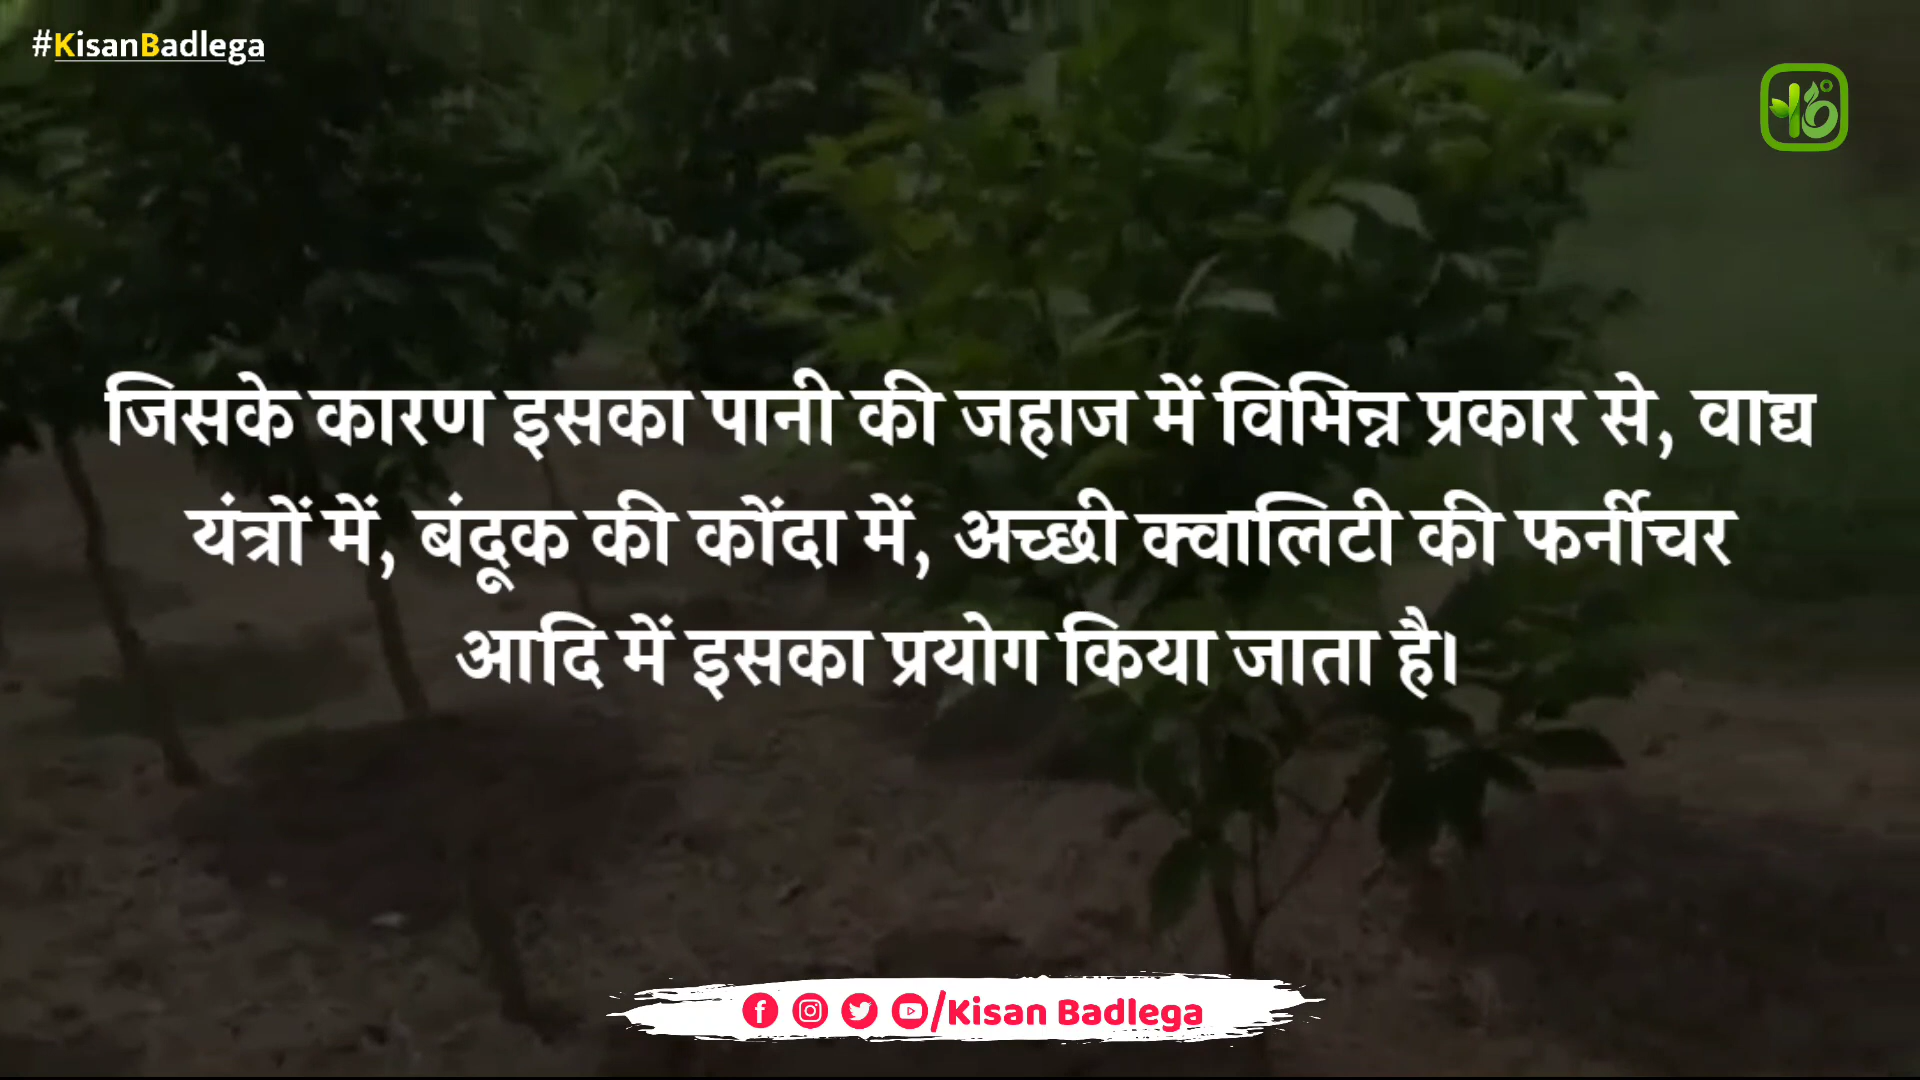 #KisanBadlega
जिसके कारण इसका पानी की जहाज में विभिन्न प्रकार से, वाद्य
यंत्रों में, बंदूक की कोंदा में, अच्छी क्वालिटी की फर्नीचर
आदि में इसका प्रयोग किया जाता है।
/Kisan Badlega